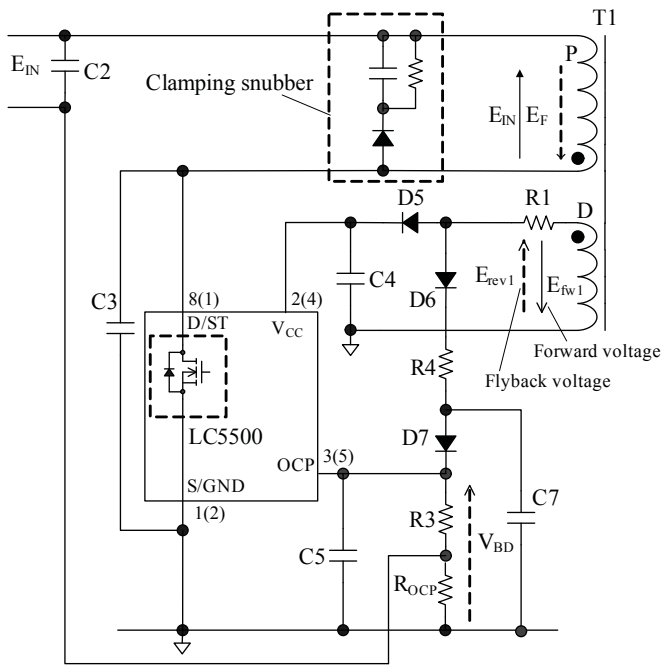 T1
P
E_IN
C2
Clamping snubber
E_IN
E_F
D5
R1
D
C4
D6
E_rev1
E_fw1
C3
8(1)
2(4)
D/ST
V_CC
Forward voltage
Flyback voltage
R4
LC5500
D7
OCP
3(5)
S/GND
1(2)
C7
R3
V_BD
C5
R_OCP